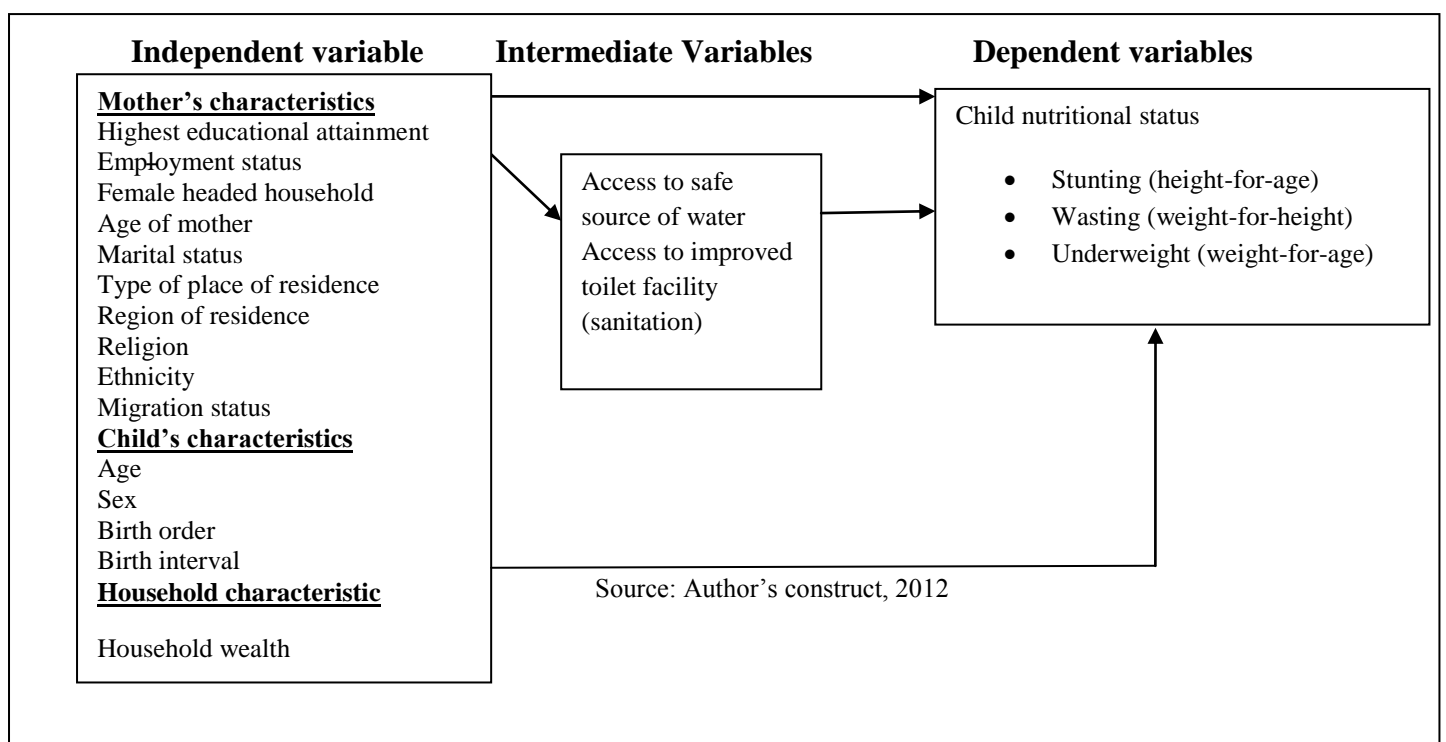 Independent variable
Intermediate Variables
Dependent variables
Mother’s characteristics
Highest educational attainment
Employment status
Female headed household
Age of mother
Marital status
Type of place of residence
Region of residence
Religion
Ethnicity
Migration status
Child’s characteristics
Age
Sex
Birth order
Birth interval
Household characteristic
Household wealth
Access to safe
source of water
Access to improved
toilet facility
(sanitation)
Child nutritional status
• Stunting (height-for-age)
• Wasting (weight-for-height)
• Underweight (weight-for-age)
Source: Author’s construct, 2012